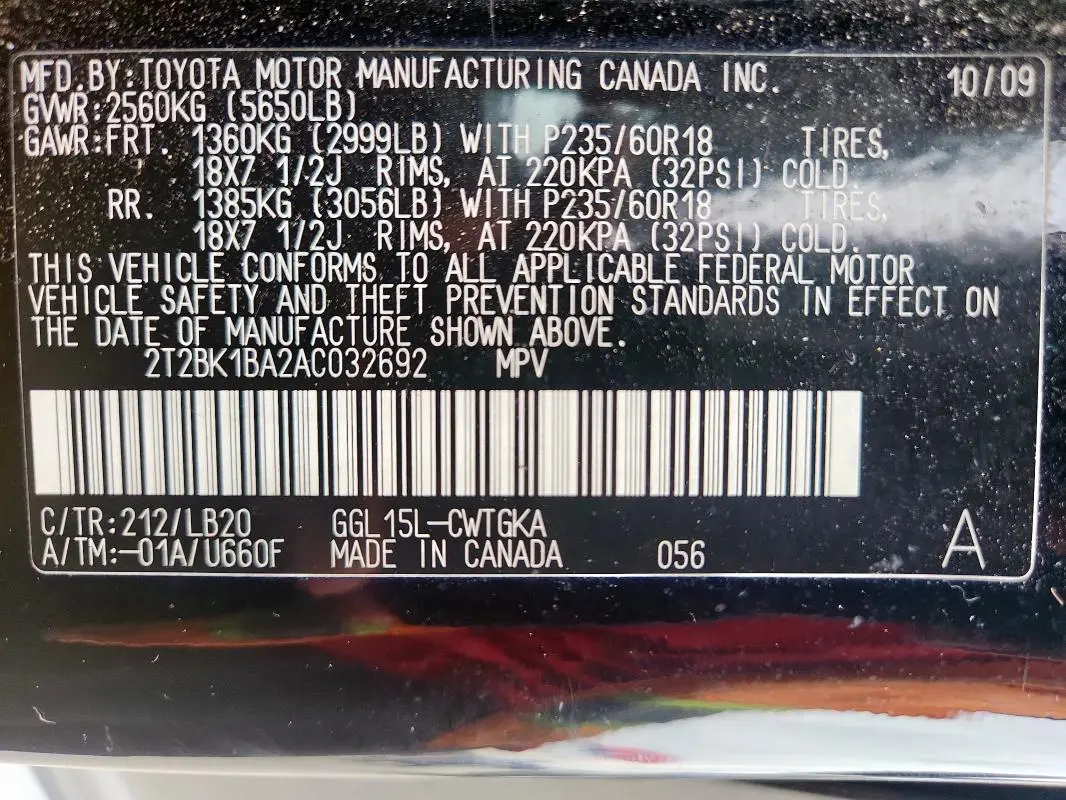 MFD.BY:TOYOTA MOTOR MANUFACTURING CANADA INC. 10/09
GVWR:2560KG (5650LB)
GAWR:FRT. 1360KG (2999LB) WITH P235/60R18 TIRES,
18X7 1/2J RIMS, AT 220KPA (32PSI) COLD.
RR. 1385KG (3056LB) WITH P235/60R18 TIRES,
18X7 1/2J RIMS, AT 220KPA (32PSI) COLD.
THIS VEHICLE CONFORMS TO ALL APPLICABLE FEDERAL MOTOR
VEHICLE SAFETY AND THEFT PREVENTION STANDARDS IN EFFECT ON
THE DATE OF MANUFACTURE SHOWN ABOVE.
2T2BK1BA2AC032692 MPV
C/TR:212/LB20 GGL15L-CWTGKA
A/TM:-01A/U660F MADE IN CANADA 056 A